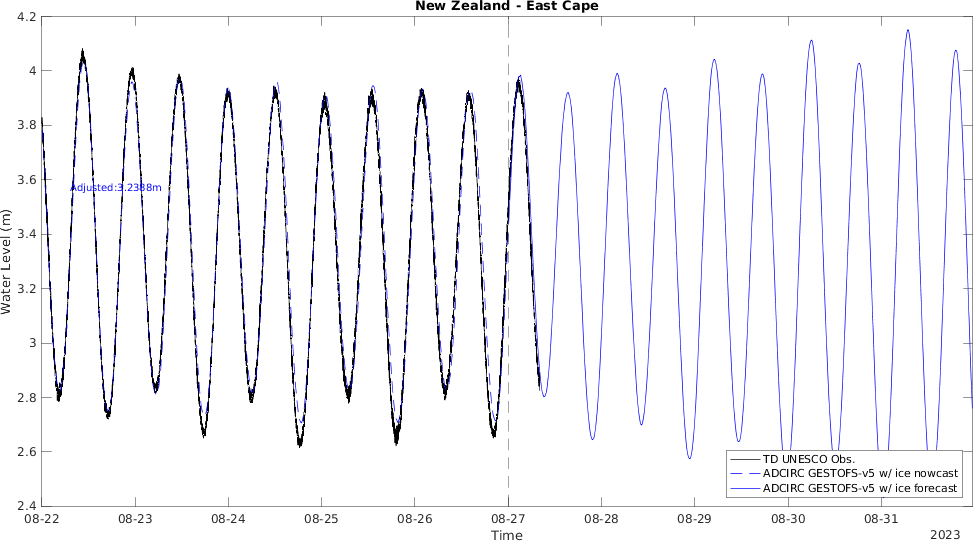 New Zealand - East Cape
4.2
4
3.8
3.6
3.4
3.2
3
2.8
2.6
2.4
Water Level (m)
Adjusted:3.2388m
TD UNESCO Obs.
ADCIRC GESTOFS-v5 w/ ice nowcast
ADCIRC GESTOFS-v5 w/ ice forecast
08-22 08-23 08-24 08-25 08-26 08-27 08-28 08-29 08-30 08-31
Time
2023